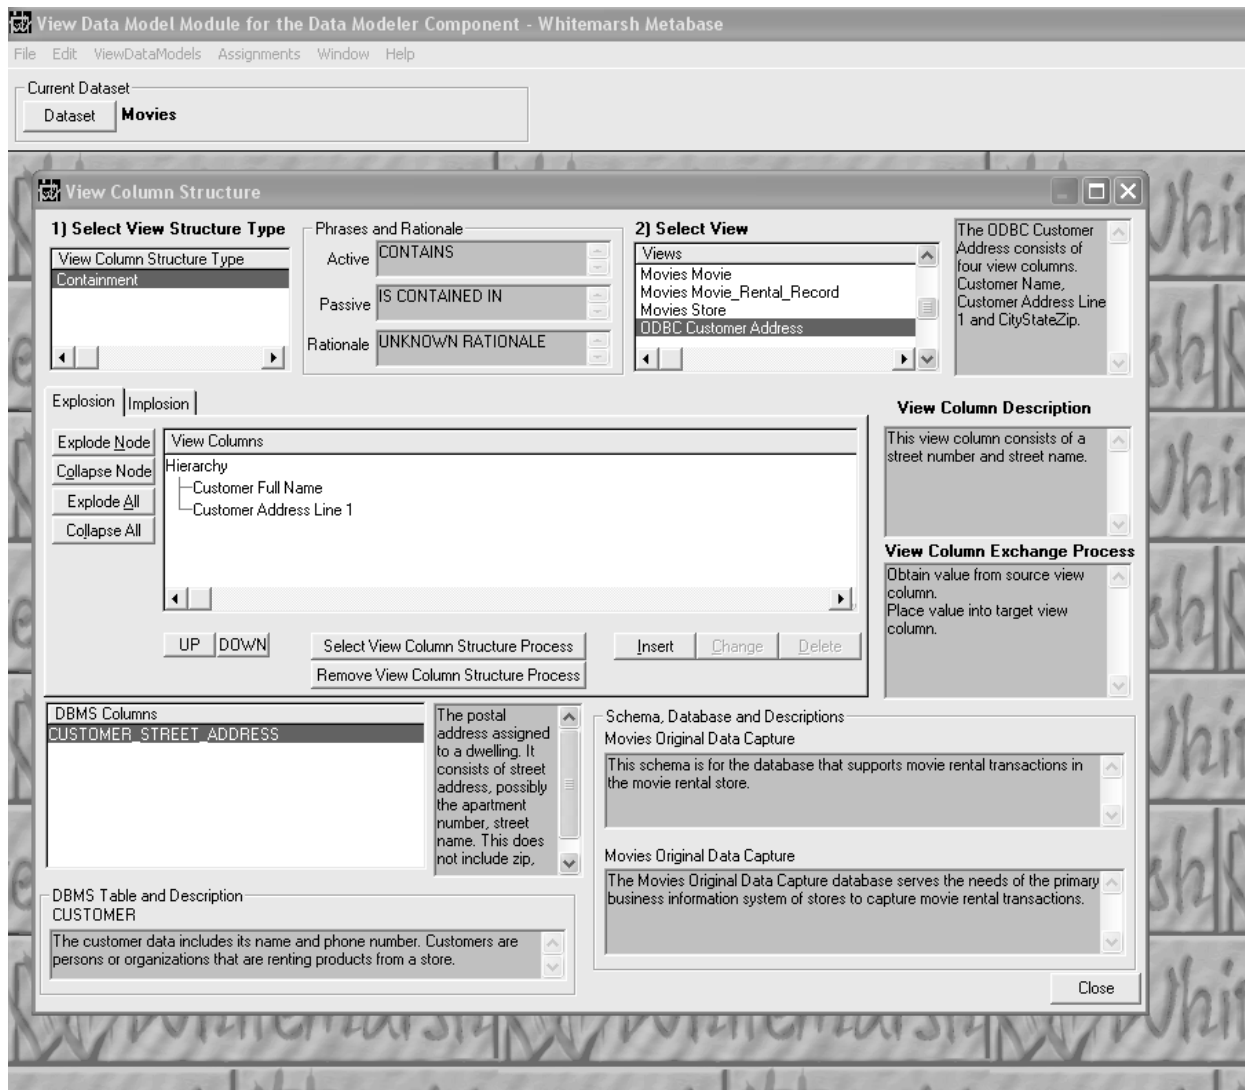 View Data Model Module for the Data Modeler Component - Whitemarsh Metabase
File Edit ViewDataModels Assignments Window Help
Current Dataset
Dataset Movies
View Column Structure
1) Select View Structure Type
View Column Structure Type
Containment
Phrases and Rationale
Active CONTAINS
Passive IS CONTAINED IN
Rationale UNKNOWN RATIONALE
2) Select View
Views
Movies Movie
Movies Movie_Rental_Record
Movies Store
ODBC Customer Address
The ODBC Customer
Address consists of
four view columns.
Customer Name,
Customer Address Line
1 and CityStateZip.
Explosion Implosion
Explode Node
Collapse Node
Explode All
Collapse All
View Columns
Hierarchy
Customer Full Name
Customer Address Line 1
UP DOWN
Select View Column Structure Process
Remove View Column Structure Process
Insert Change Delete
View Column Description
This view column consists of a
street number and street name.
View Column Exchange Process
Obtain value from source view
column.
Place value into target view
column.
DBMS Columns
CUSTOMER_STREET_ADDRESS
The postal
address assigned
to a dwelling. It
consists of street
address, possibly
the apartment
number, street
name. This does
not include zip,
Schema, Database and Descriptions
Movies Original Data Capture
This schema is for the database that supports movie rental transactions in
the movie rental store.
Movies Original Data Capture
The Movies Original Data Capture database serves the needs of the primary
business information system of stores to capture movie rental transactions.
DBMS Table and Description
CUSTOMER
The customer data includes its name and phone number. Customers are
persons or organizations that are renting products from a store.
Close
Whitemarsh